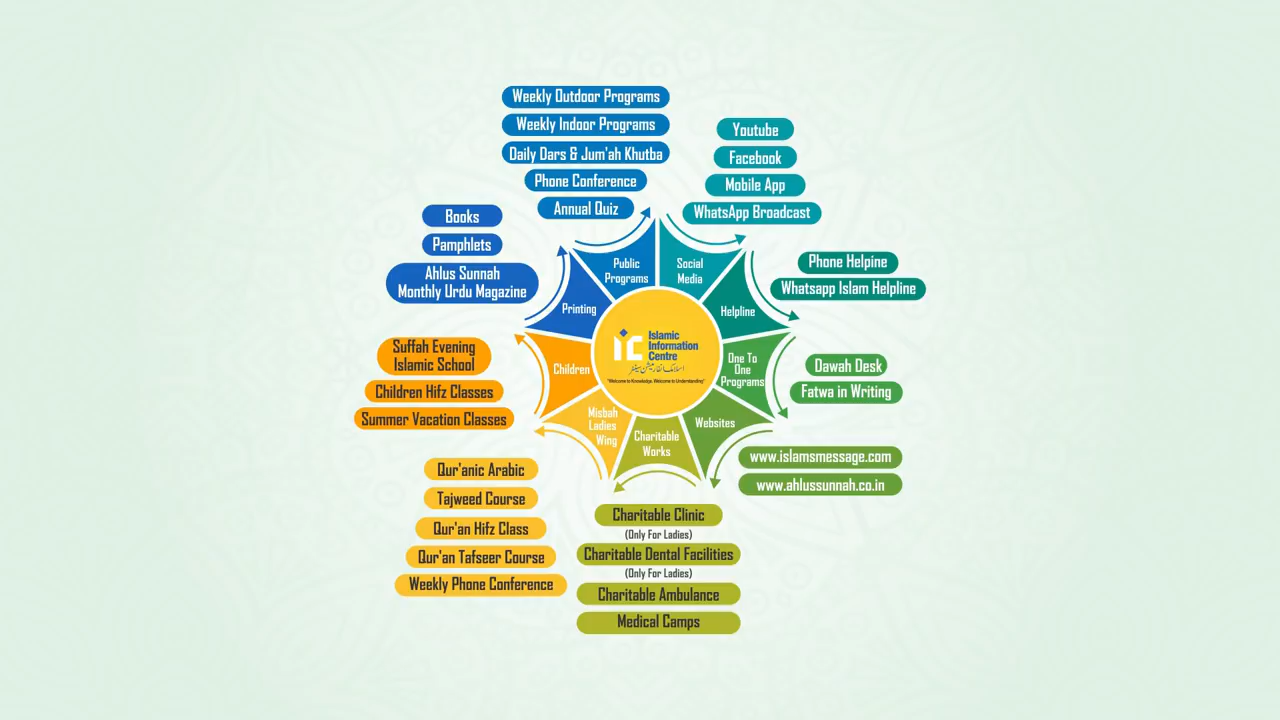 Weekly Outdoor Programs
Weekly Indoor Programs
Daily Dars & Jum'ah Khutba
Phone Conference
Annual Quiz
Youtube
Facebook
Mobile App
WhatsApp Broadcast
Books
Pamphlets
Ahlus Sunnah
Monthly Urdu Magazine
Phone Helpine
Whatsapp Islam Helpline
Suffah Evening
Islamic School
Children Hifz Classes
Summer Vacation Classes
Dawah Desk
Fatwa in Writing
Public
Programs
Social
Media
Printing
Helpline
Children
One To
One
Programs
Misbah
Ladies
Wing
Charitable
Works
Websites
iC
Islamic
Information
Centre
اسلامک انفارمیشن سینٹر
"Welcome to Knowledge, Welcome to Understanding"
www.islamsmessage.com
www.ahlussunnah.co.in
Qur'anic Arabic
Tajweed Course
Qur'an Hifz Class
Qur'an Tafseer Course
Weekly Phone Conference
Charitable Clinic
(Only For Ladies)
Charitable Dental Facilities
(Only For Ladies)
Charitable Ambulance
Medical Camps